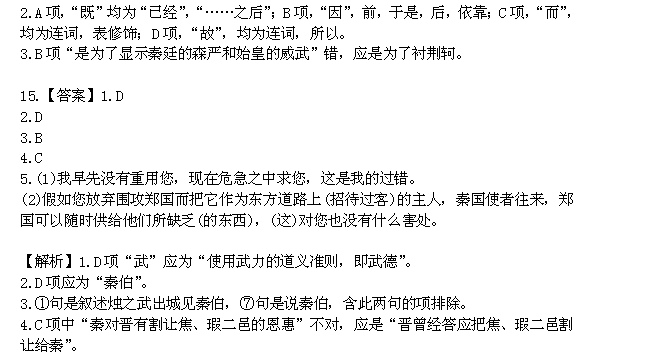 2.A项，“既”均为“已经”，“……之后”；B项，“因”，前，于是，后，依靠；C项，“而”，
均为连词，表修饰；D项，“故”，均为连词，所以。
3.B项“是为了显示秦廷的森严和始皇的威武”错，应是为了衬荆轲。
15.【答案】1.D
2.D
3.B
4.C
5.(1)我早先没有重用您，现在危急之中求您，这是我的过错。
(2)假如您放弃围攻郑国而把它作为东方道路上(招待过客)的主人，秦国使者往来，郑
国可以随时供给他们所缺乏(的东西)，(这)对您也没有什么害处。
【解析】1.D项“武”应为“使用武力的道义准则，即武德”。
2.D项应为“秦伯”。
3.①句是叙述烛之武出城见秦伯，⑦句是说秦伯，含此两句的项排除。
4.C项中“秦对晋有割让焦、瑕二邑的恩惠”不对，应是“晋曾经答应把焦、瑕二邑割
让给秦”。